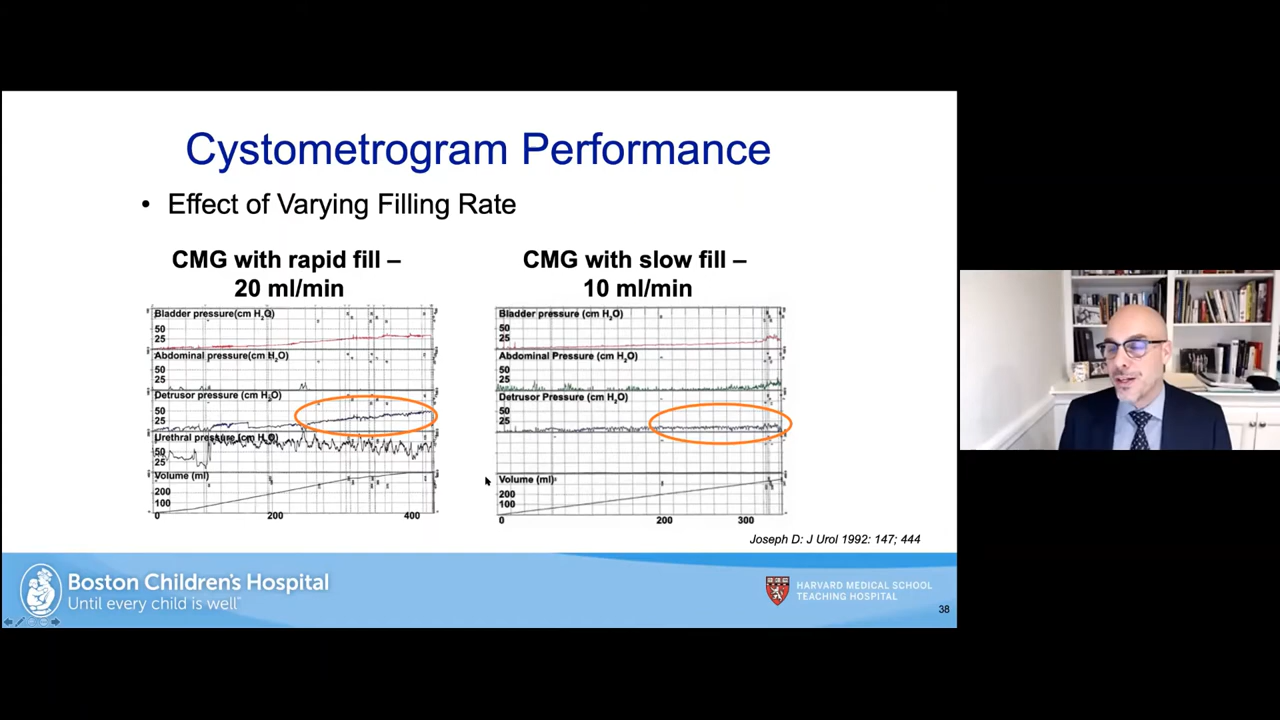 Cystometrogram Performance
• Effect of Varying Filling Rate
CMG with rapid fill –
20 ml/min
Bladder pressure(cm H₂O)
50
25
Abdominal pressure(cm H₂O)
50
25
Detrusor pressure (cm H₂O)
50
25
Urethral pressure(cm H₂O)
50
25
Volume (ml)
200
100
0
200
400
CMG with slow fill –
10 ml/min
Bladder pressure (cm H₂O)
50
25
Abdominal Pressure (cm H₂O)
50
25
Detrusor Pressure (cm H₂O)
50
25
Volume (ml)
200
100
0
200
300
Joseph D: J Urol 1992: 147; 444
Boston Children's Hospital
Until every child is well™
HARVARD MEDICAL SCHOOL
TEACHING HOSPITAL
38